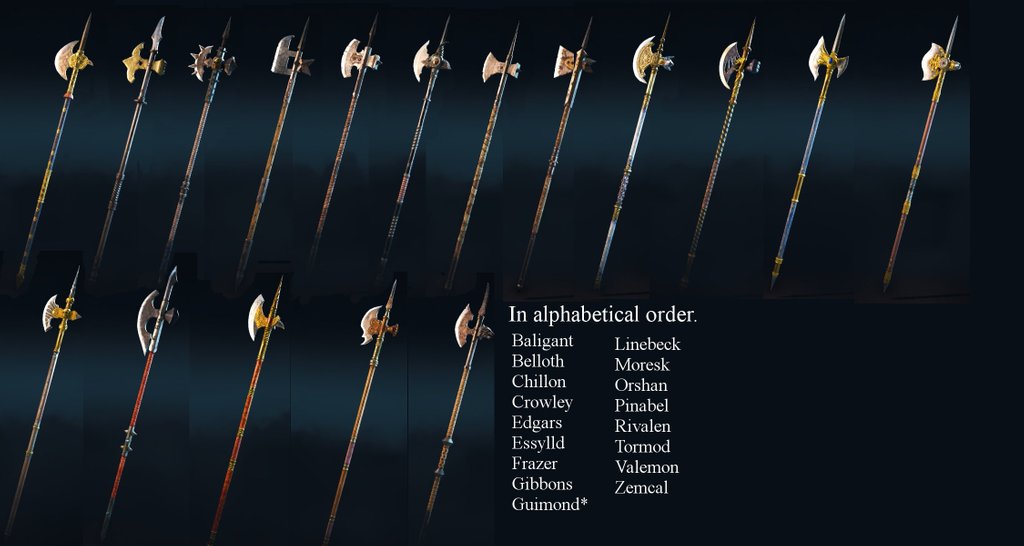 In alphabetical order.
Baligant
Belloth
Chillon
Crowley
Edgars
Essylld
Frazer
Gibbons
Guimond*
Linebeck
Moresk
Orshan
Pinabel
Rivalen
Tormod
Valemon
Zemcal